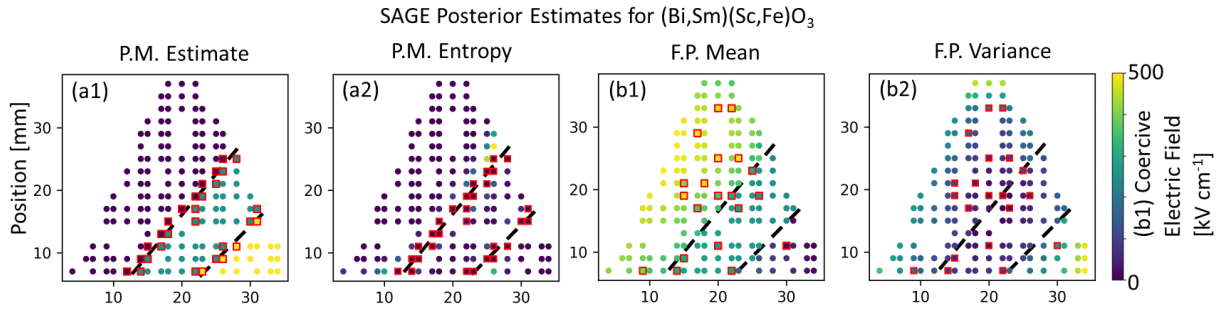 SAGE Posterior Estimates for (Bi,Sm)(Sc,Fe)O₃
P.M. Estimate
P.M. Entropy
F.P. Mean
F.P. Variance
(a1)
(a2)
(b1)
(b2)
Position [mm]
30
20
10
30
20
10
30
20
10
30
20
10
10 20 30
10 20 30
10 20 30
10 20 30
500
0
(b1) Coercive
Electric Field
[kV cm⁻¹]